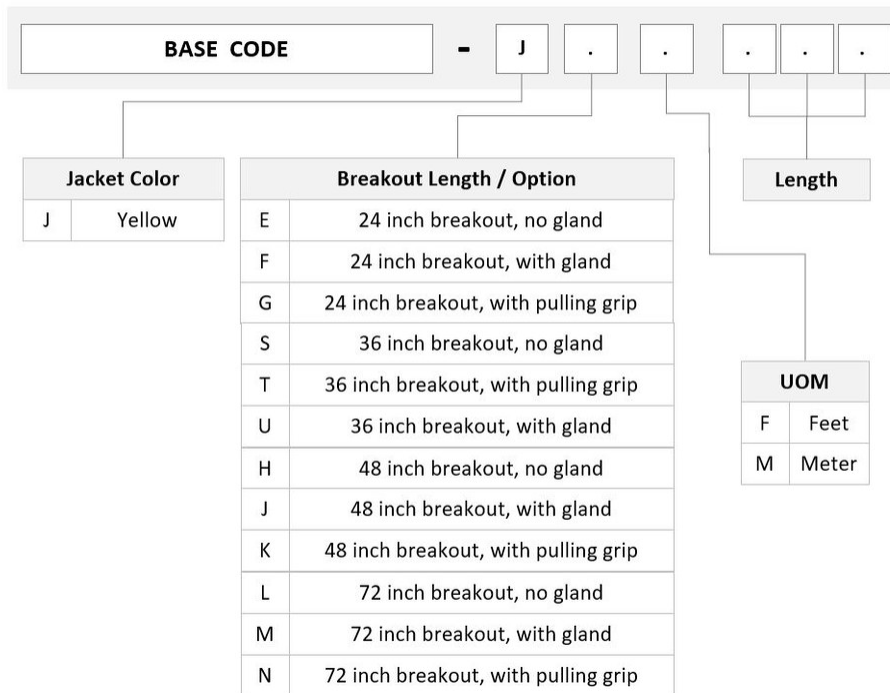 BASE CODE - J . . . . .
Jacket Color
J Yellow
Breakout Length / Option
E 24 inch breakout, no gland
F 24 inch breakout, with gland
G 24 inch breakout, with pulling grip
S 36 inch breakout, no gland
T 36 inch breakout, with pulling grip
U 36 inch breakout, with gland
H 48 inch breakout, no gland
J 48 inch breakout, with gland
K 48 inch breakout, with pulling grip
L 72 inch breakout, no gland
M 72 inch breakout, with gland
N 72 inch breakout, with pulling grip
Length
UOM
F Feet
M Meter